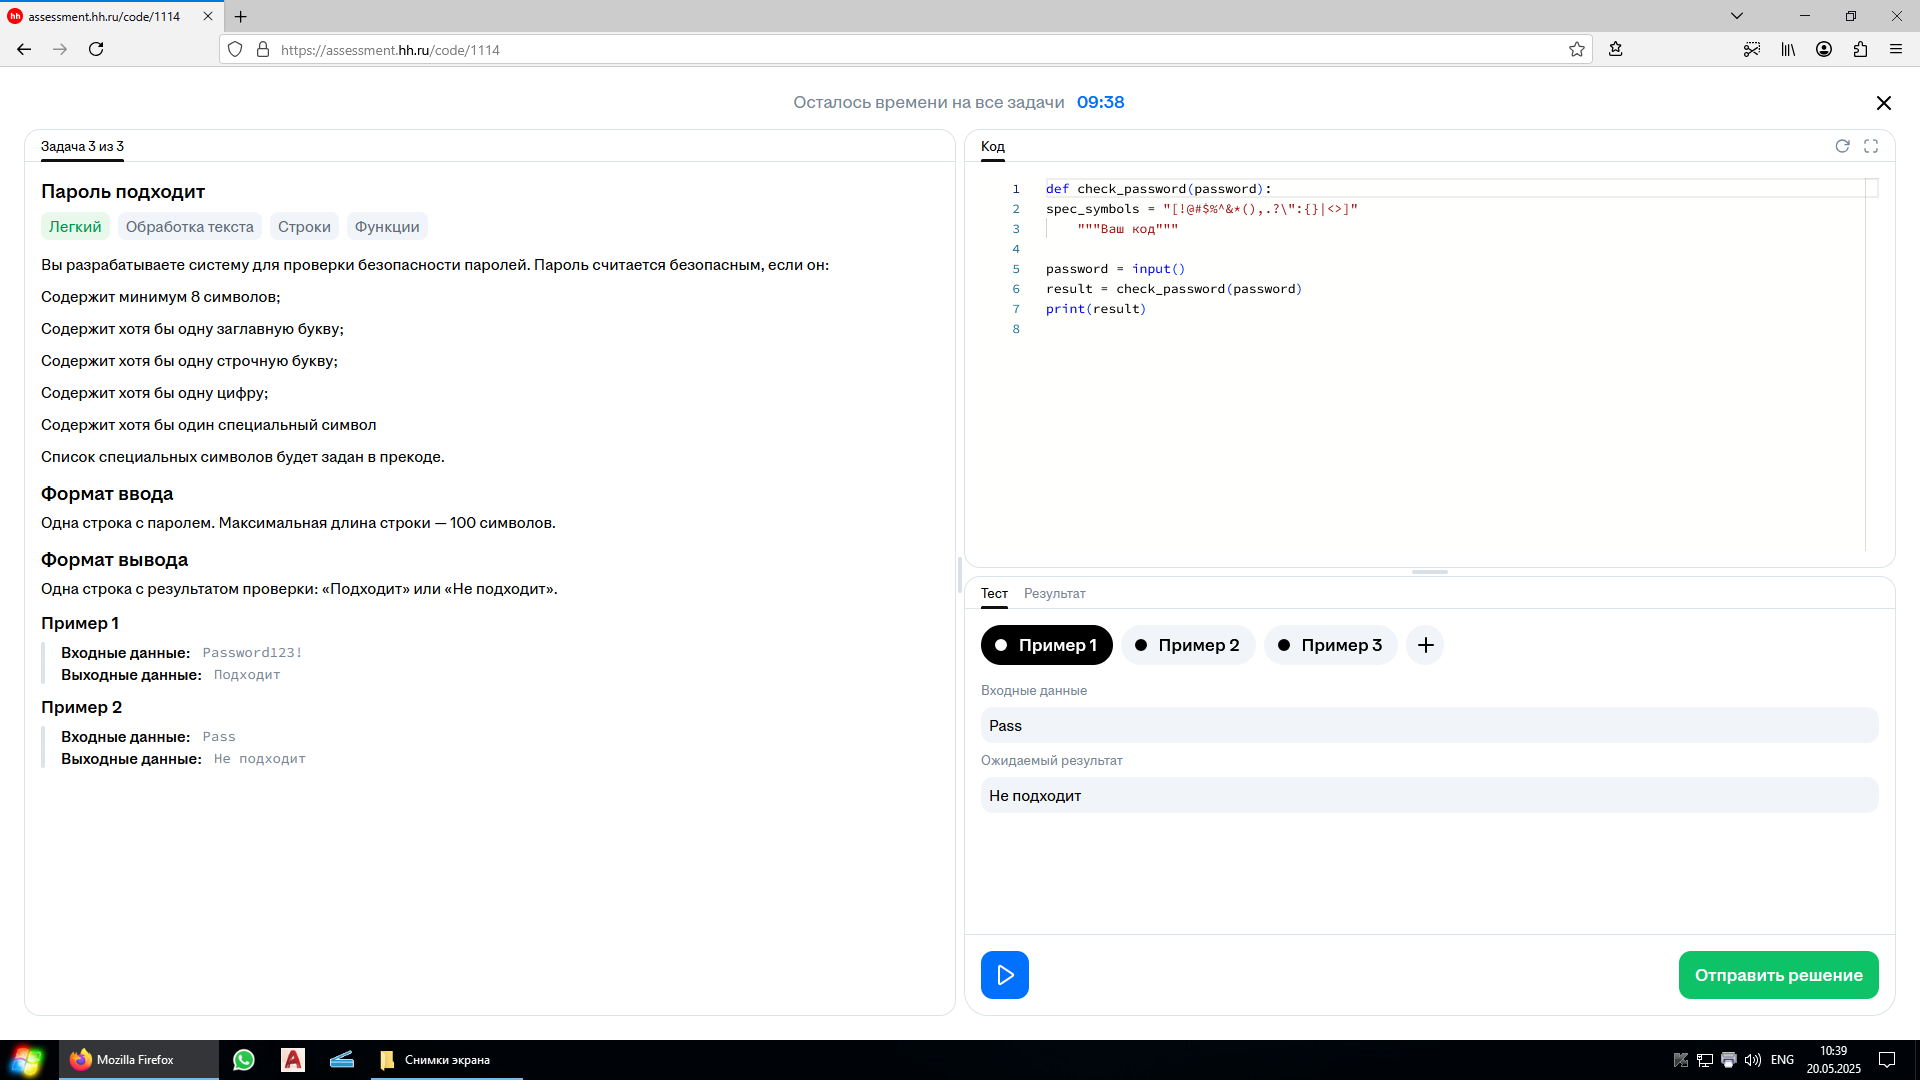 assessment.hh.ru/code/1114
https://assessment.hh.ru/code/1114
Осталось времени на все задачи 09:38
Задача 3 из 3
Пароль подходит
Легкий Обработка текста Строки Функции
Вы разрабатываете систему для проверки безопасности паролей. Пароль считается безопасным, если он:
Содержит минимум 8 символов;
Содержит хотя бы одну заглавную букву;
Содержит хотя бы одну строчную букву;
Содержит хотя бы одну цифру;
Содержит хотя бы один специальный символ
Список специальных символов будет задан в прекоде.
Формат ввода
Одна строка с паролем. Максимальная длина строки — 100 символов.
Формат вывода
Одна строка с результатом проверки: «Подходит» или «Не подходит».
Пример 1
Входные данные: Password123!
Выходные данные: Подходит
Пример 2
Входные данные: Pass
Выходные данные: Не подходит
Код
1 def check_password(password):
2 spec_symbols = "[!@#$%^&*(),.?\":{}|<>]"
3     """Ваш код"""
4
5 password = input()
6 result = check_password(password)
7 print(result)
8
Тест Результат
Пример 1 Пример 2 Пример 3
Входные данные
Pass
Ожидаемый результат
Не подходит
Отправить решение
Mozilla Firefox Снимки экрана ENG 10:39
20.05.2025